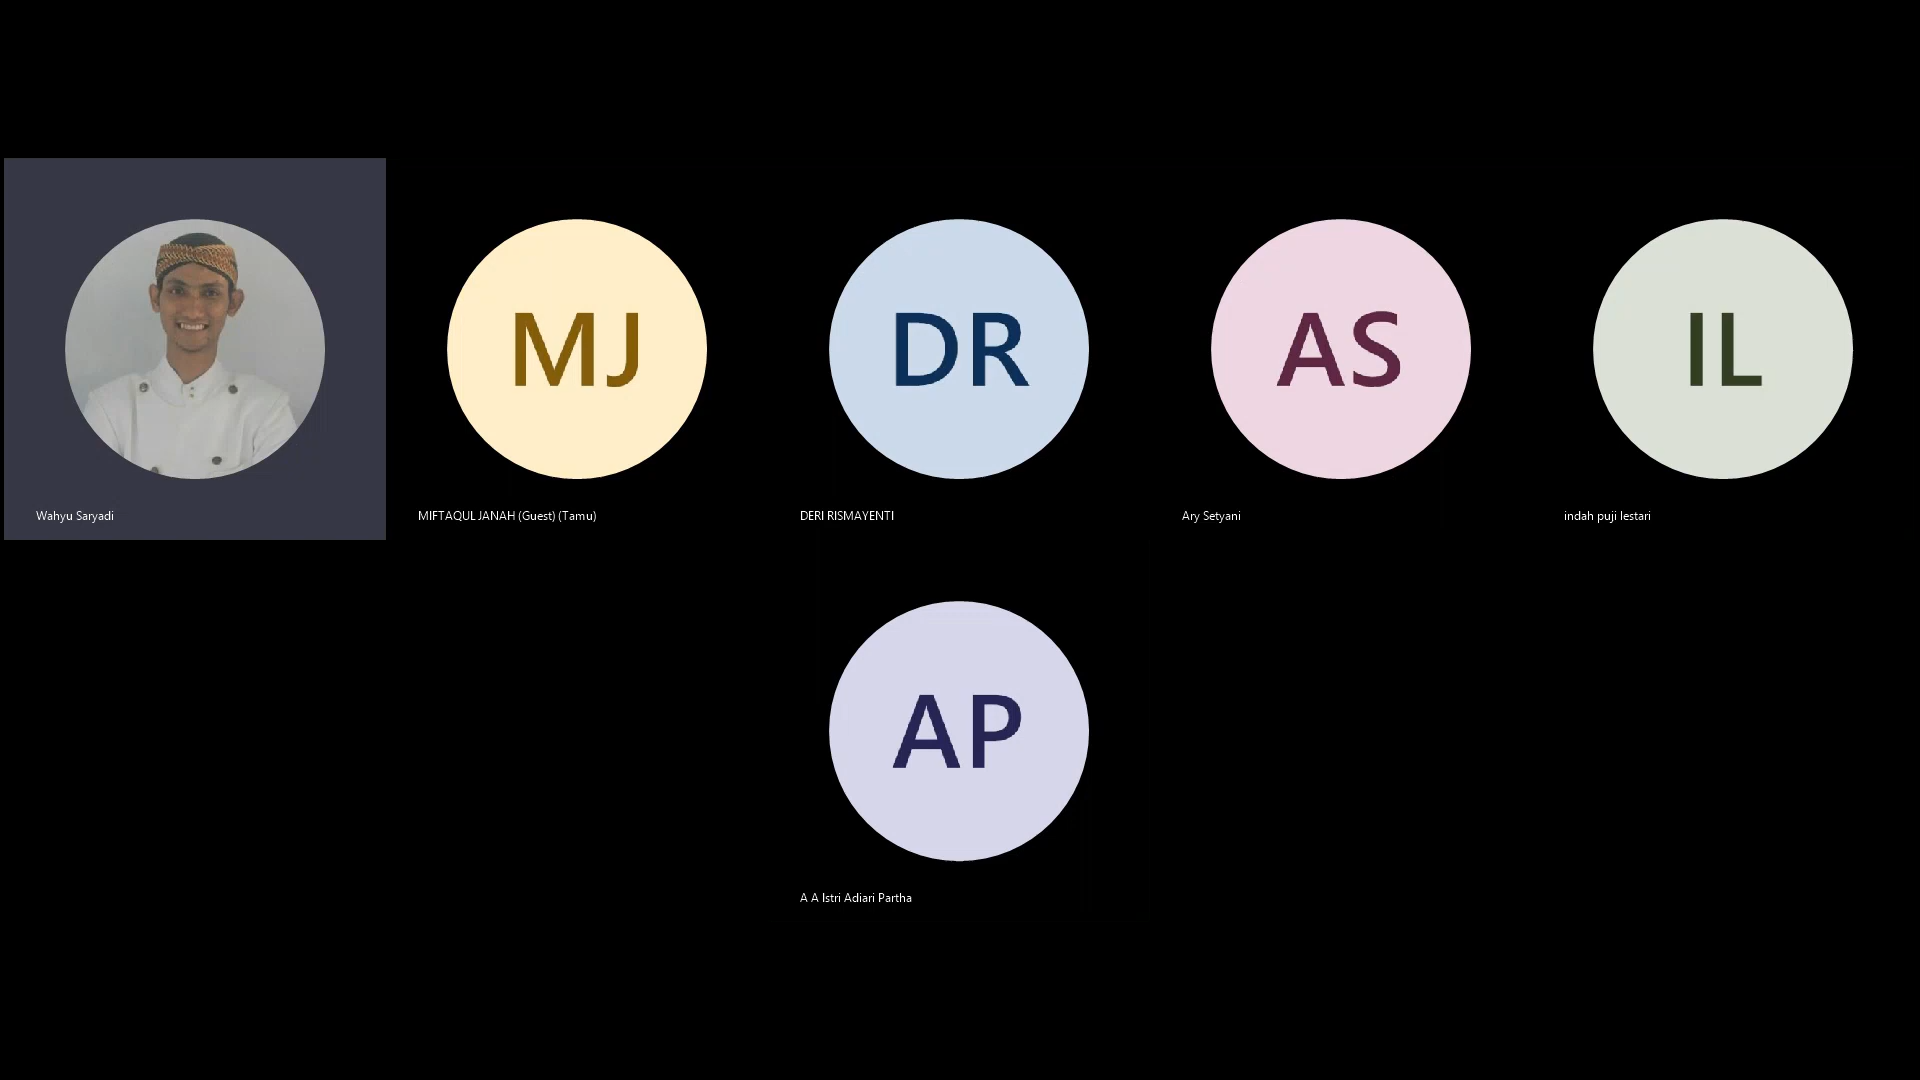 MJ
DR
AS
IL
Wahyu Saryadi
MIFTAQUL JANAH (Guest) (Tamu)
DERI RISMAYENTI
Ary Setyani
indah puji lestari
AP
A A Istri Adiari Partha